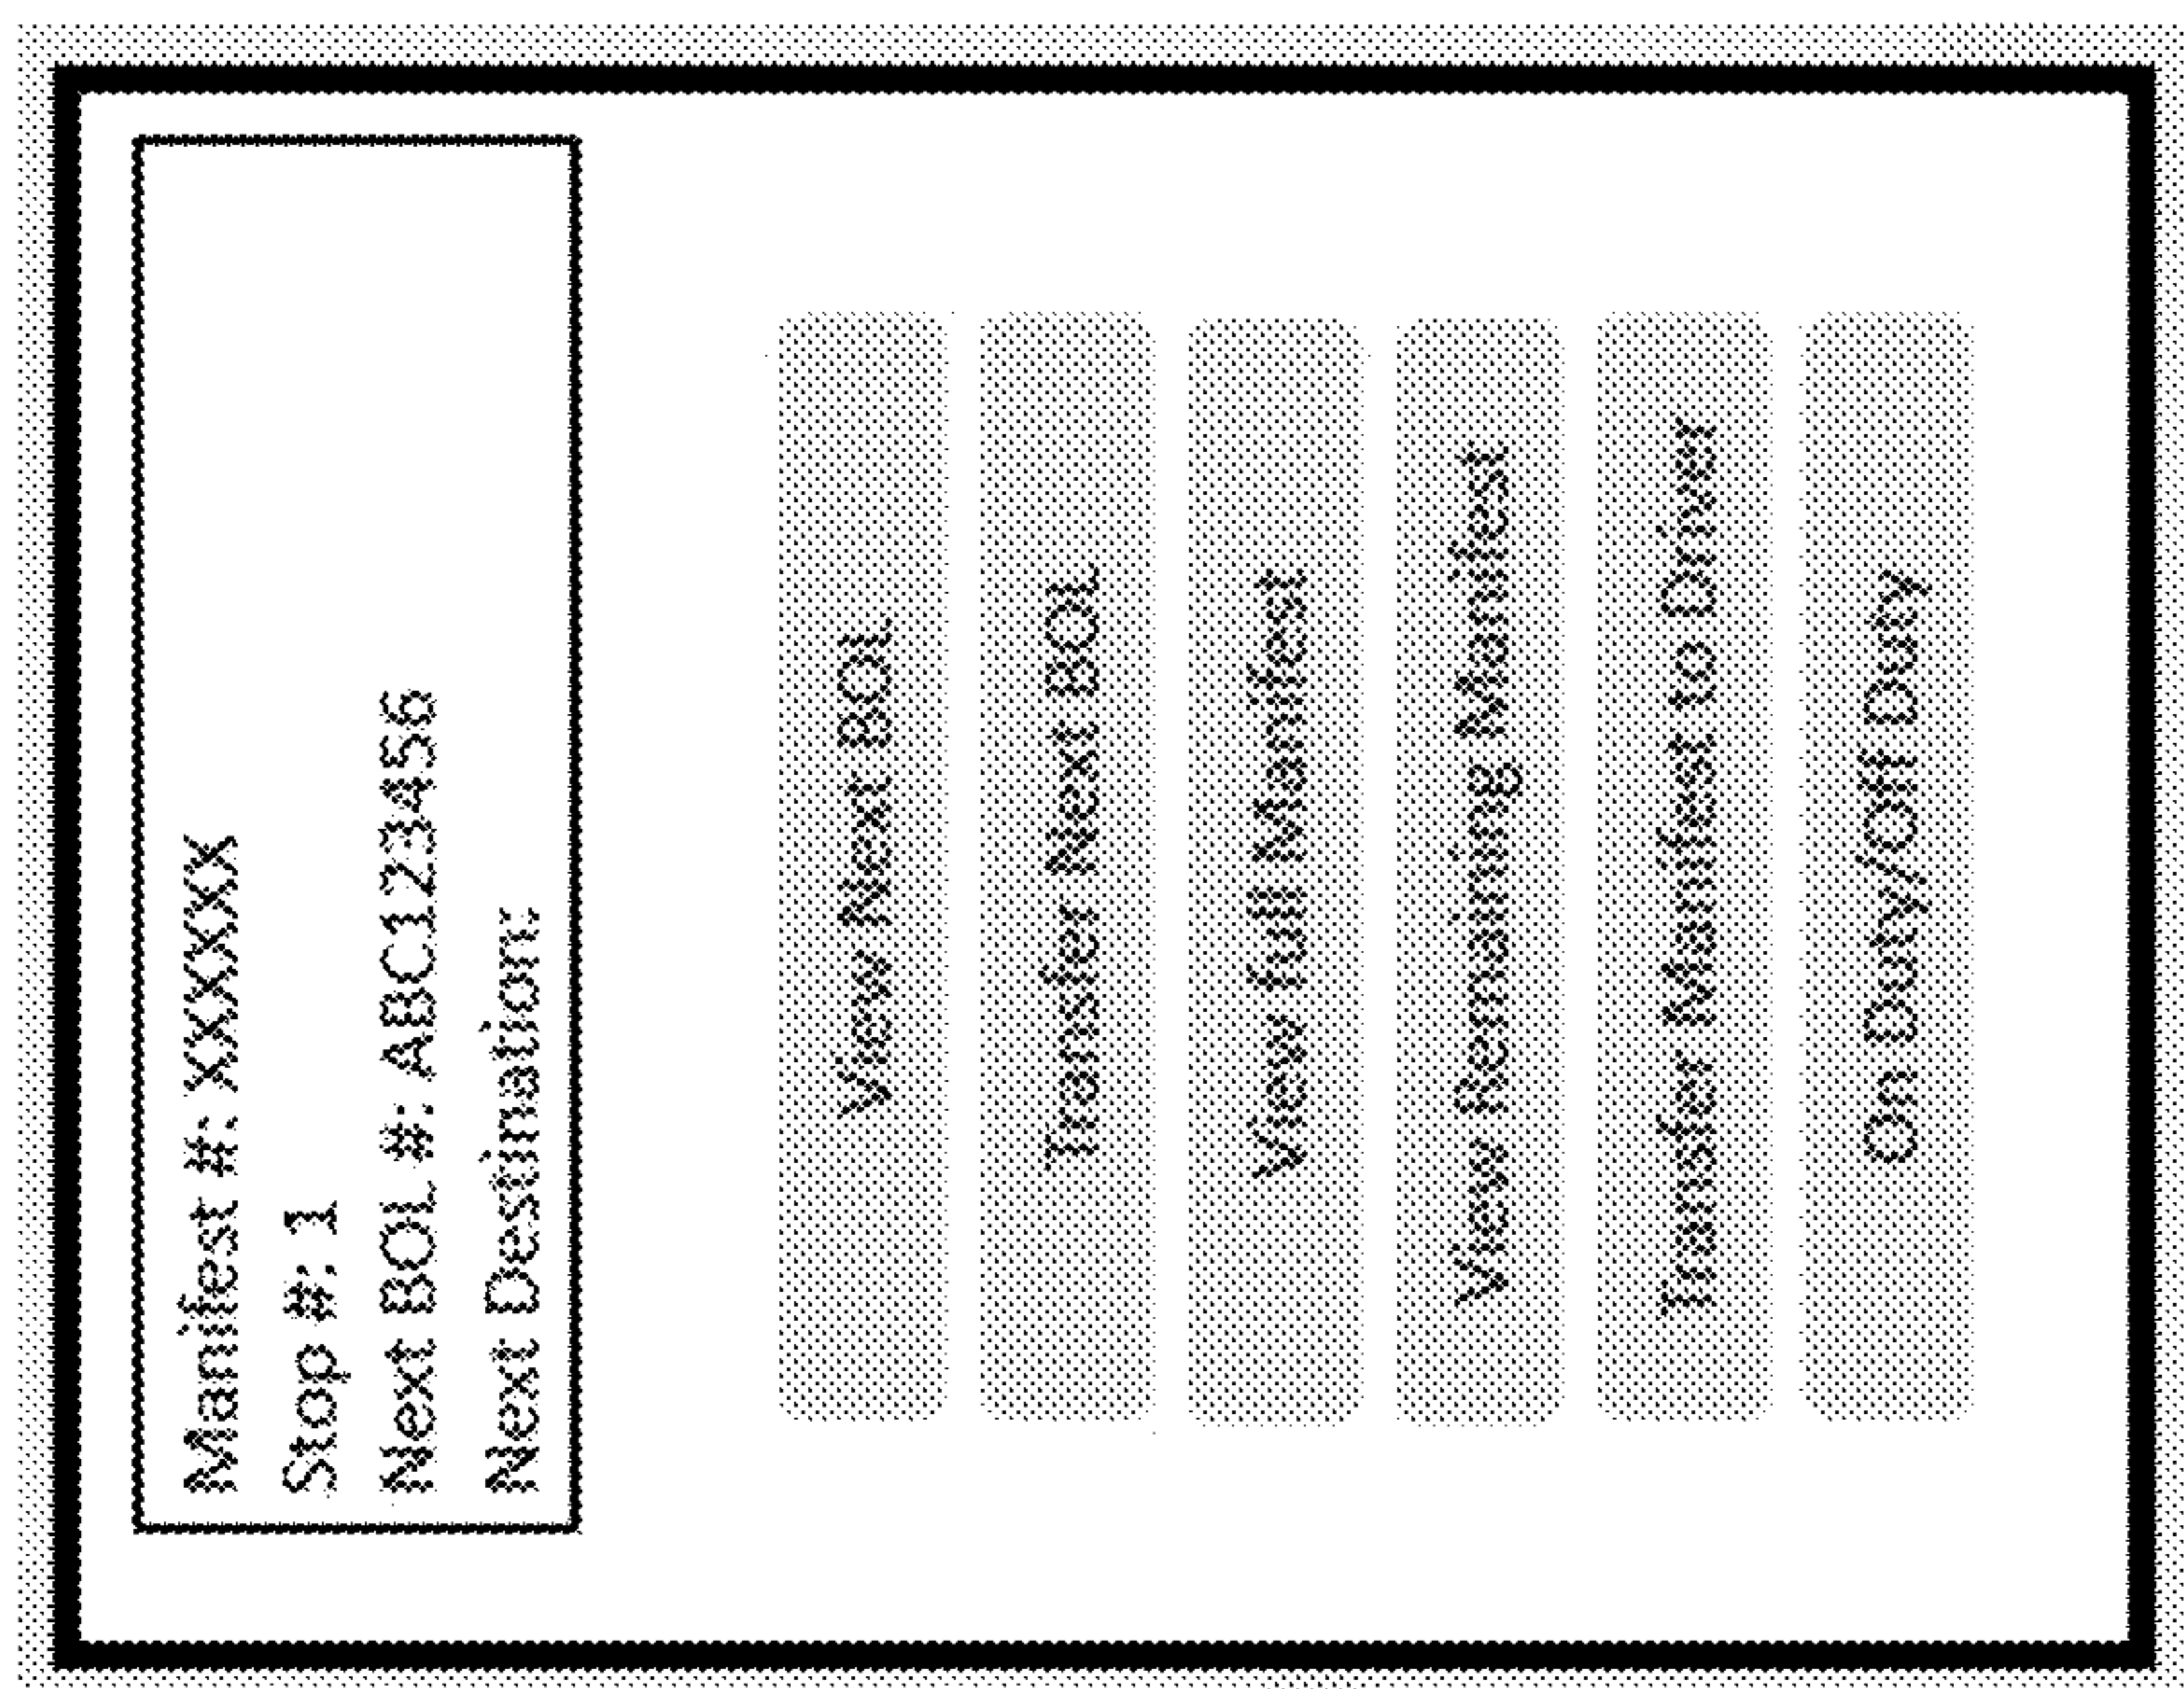 Manifest #: XXXXXXX
Stop #: 1
Next BOL #: ABC123456
Next Destination:
View Next BOL
Transfer Next BOL
View full Manifest
View Remaining Manifest
Transfer Manifest to Driver
On Duty/Off Duty